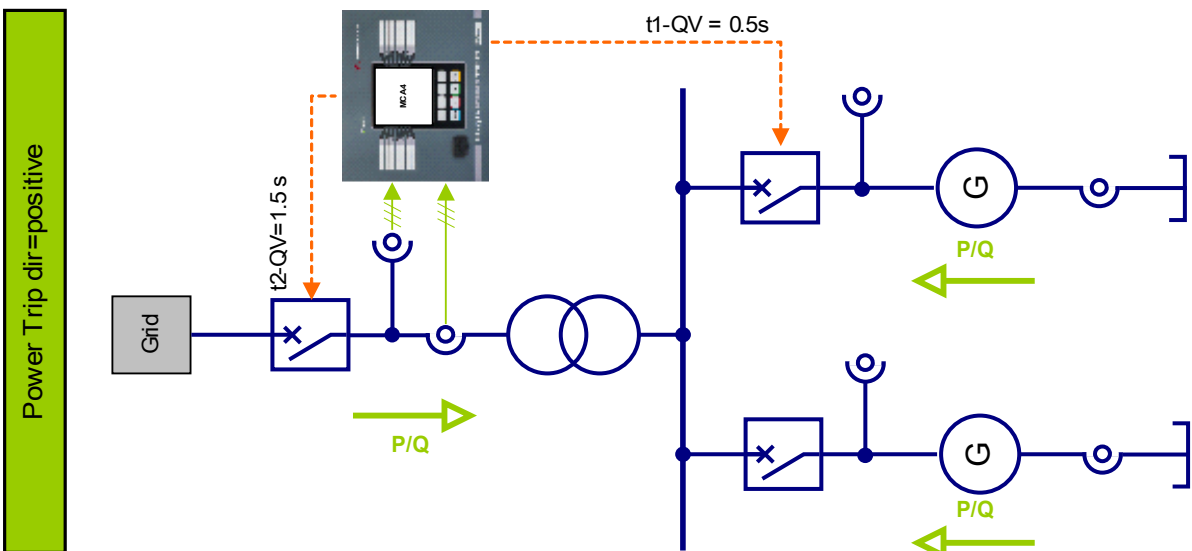 Power Trip dir=positive
t1-QV = 0.5s
MCA4
t2-QV=1.5 s
Grid
P/Q
G
P/Q
G
P/Q